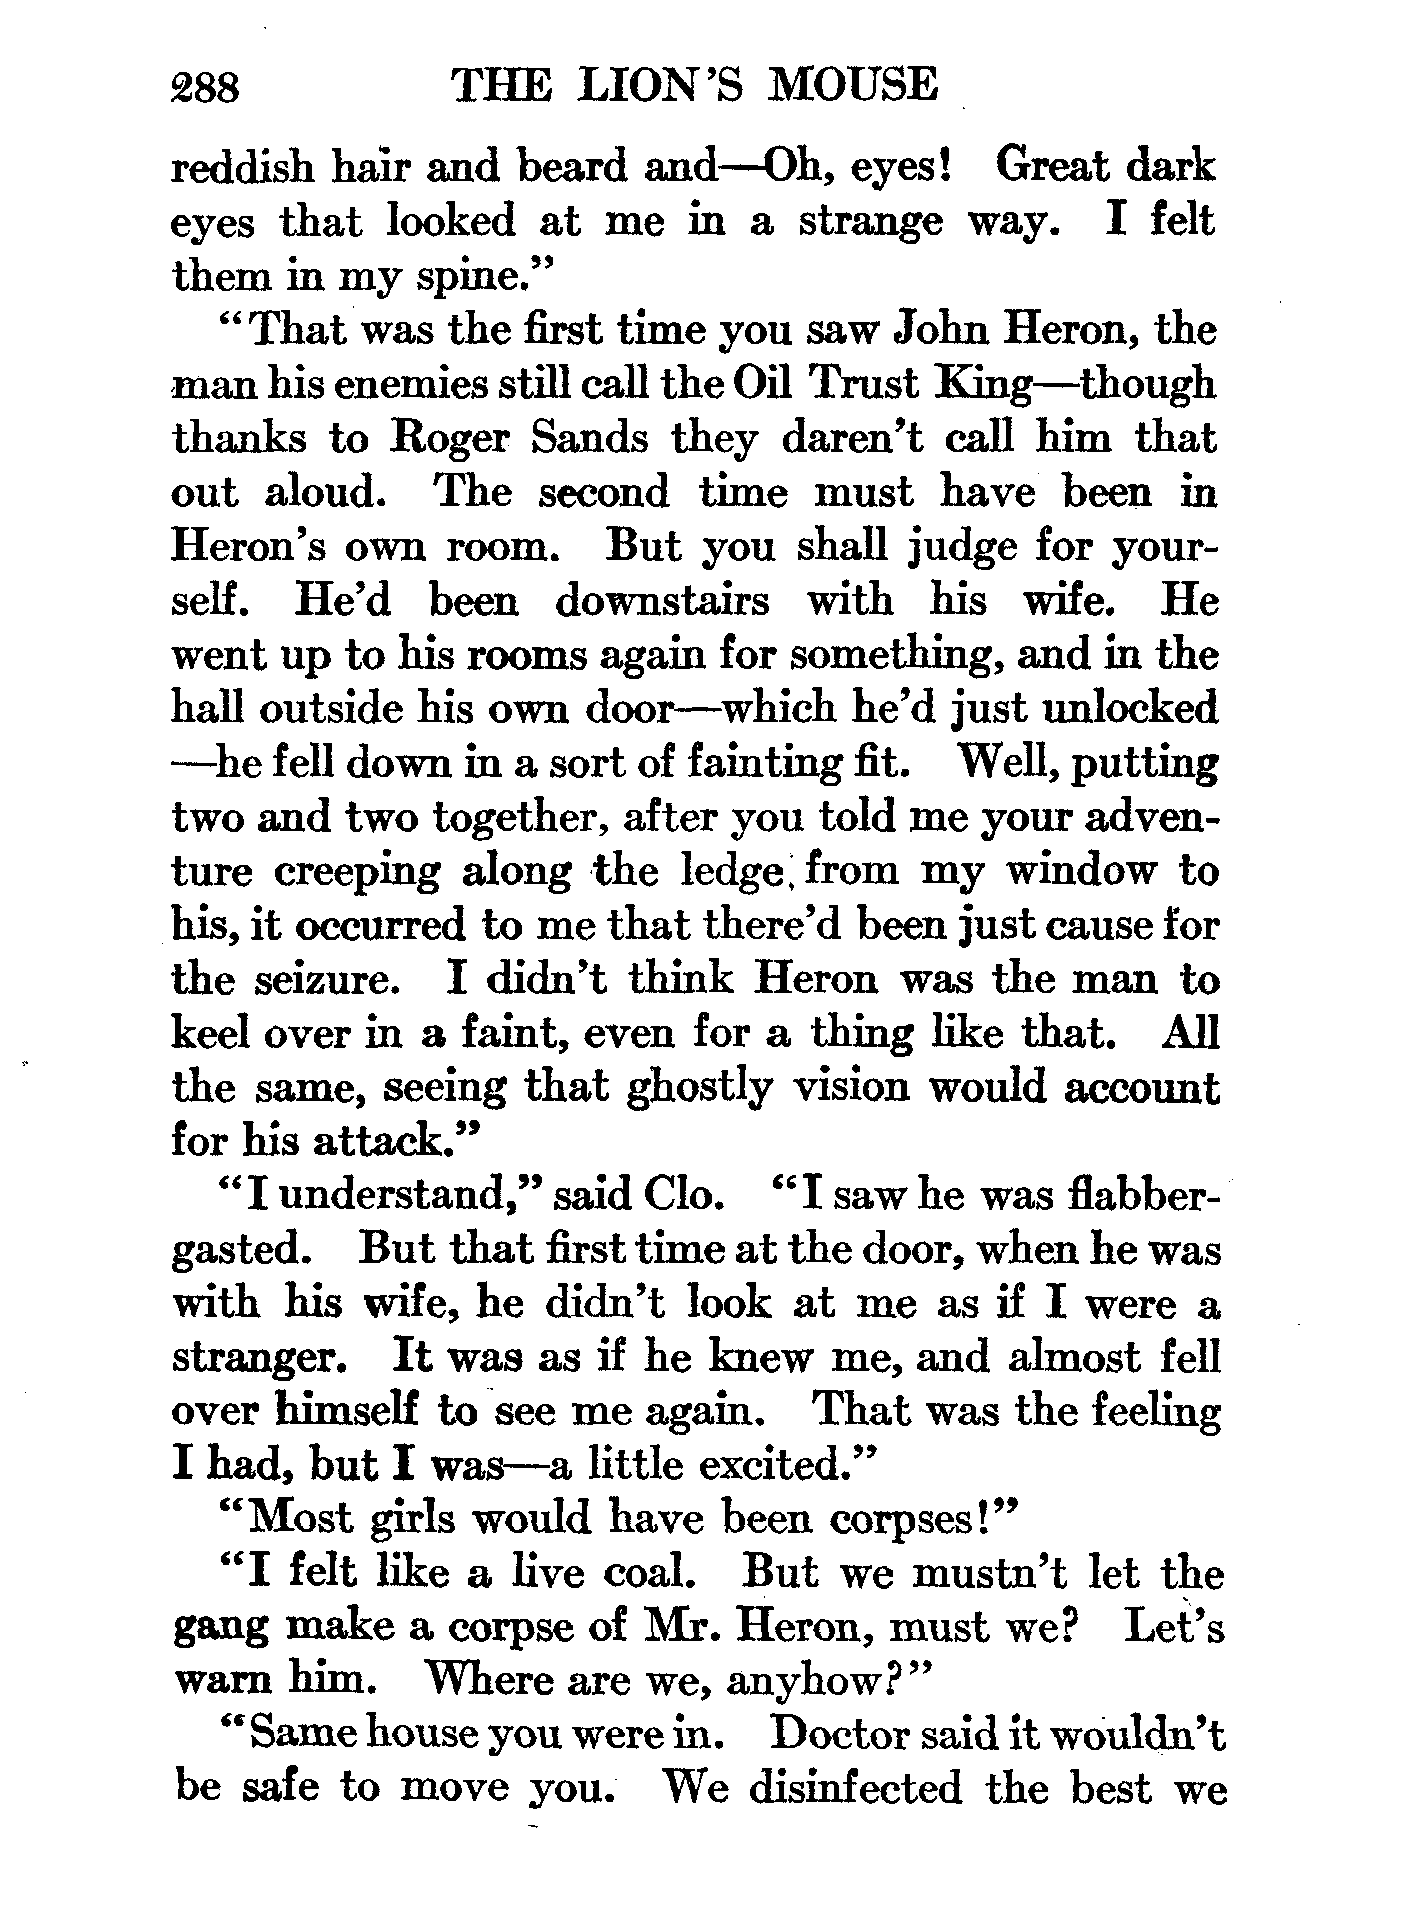 288 THE LION'S MOUSE
reddish hair and beard and—Oh, eyes! Great dark
eyes that looked at me in a strange way. I felt
them in my spine."
"That was the first time you saw John Heron, the
man his enemies still call the Oil Trust King—though
thanks to Roger Sands they daren't call him that
out aloud. The second time must have been in
Heron's own room. But you shall judge for your-
self. He'd been downstairs with his wife. He
went up to his rooms again for something, and in the
hall outside his own door—which he'd just unlocked
—he fell down in a sort of fainting fit. Well, putting
two and two together, after you told me your adven-
ture creeping along the ledge, from my window to
his, it occurred to me that there'd been just cause for
the seizure. I didn't think Heron was the man to
keel over in a faint, even for a thing like that. All
the same, seeing that ghostly vision would account
for his attack."
"I understand," said Clo. "I saw he was flabber-
gasted. But that first time at the door, when he was
with his wife, he didn't look at me as if I were a
stranger. It was as if he knew me, and almost fell
over himself to see me again. That was the feeling
I had, but I was—a little excited."
"Most girls would have been corpses!"
"I felt like a live coal. But we mustn't let the
gang make a corpse of Mr. Heron, must we? Let's
warn him. Where are we, anyhow?"
"Same house you were in. Doctor said it wouldn't
be safe to move you. We disinfected the best we